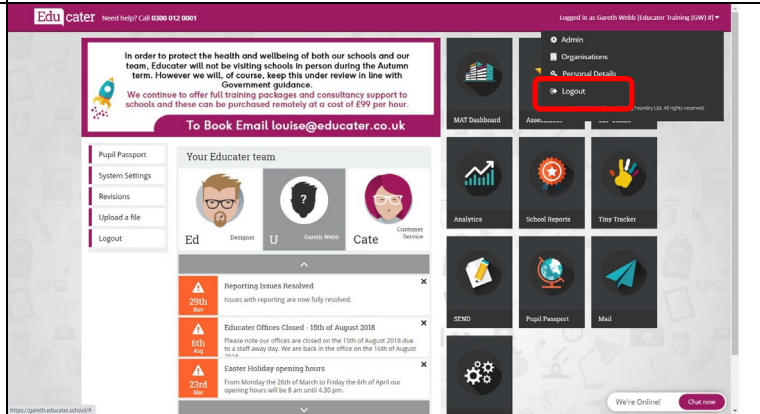 Educater Need help? Call 0300 012 0001
Logged in as Gareth Webb [Educater Training (GW) #]
Admin
Organisations
Personal Details
Logout
Foundry Ltd. All rights reserved.
In order to protect the health and wellbeing of both our schools and our
team, Educater will not be visiting schools in person during the Autumn
term. However we will, of course, keep this under review in line with
Government guidance.
We continue to offer full training packages and consultancy support to
schools and these can be purchased remotely at a cost of £99 per hour.
To Book Email louise@educater.co.uk
MAT Dashboard
Pupil Passport
System Settings
Revisions
Upload a file
Logout
Your Educater team
?
Ed Designer
U Gareth Webb
Cate Customer
Service
Analytics
School Reports
Tiny Tracker
29th
Nov
Reporting Issues Resolved
Issues with reporting are now fully resolved.
6th
Aug
Educater Offices Closed - 15th of August 2018
Please note our offices are closed on the 15th of August 2018 due
to a staff away day. We are back in the office on the 16th of August
2018
23rd
Mar
Easter Holiday opening hours
From Monday the 26th of March to Friday the 6th of April our
opening hours will be 8 am until 4.30 pm.
SEND
Pupil Passport
Mail
We're Online!
Chat now
https://gareth.educater.school/#